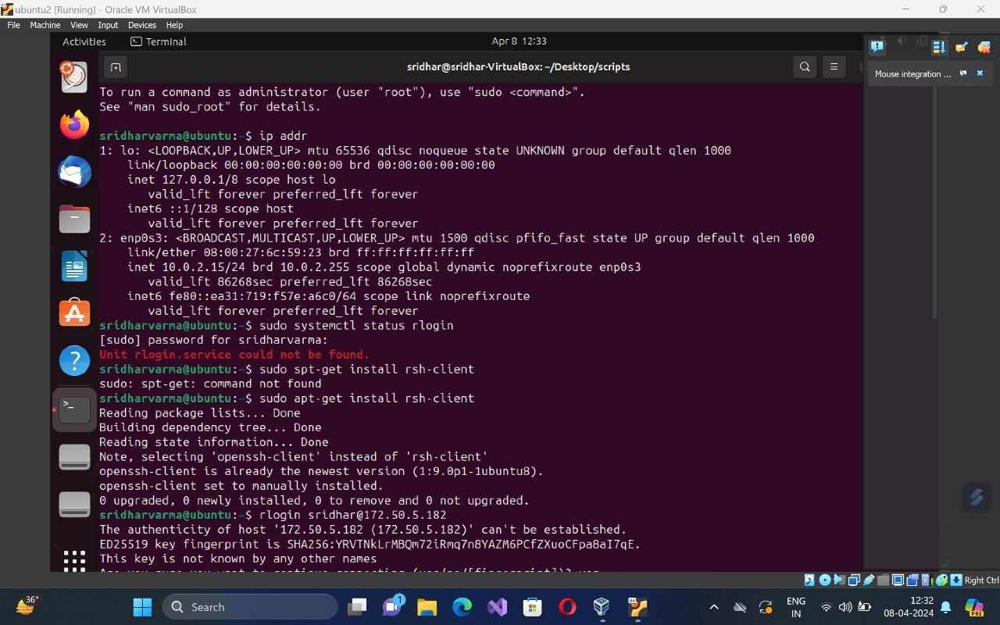 ubuntu2 [Running] - Oracle VM VirtualBox
File Machine View Input Devices Help
Activities Terminal Apr 8 12:33
sridhar@sridhar-VirtualBox: ~/Desktop/scripts
Mouse integration ...
To run a command as administrator (user "root"), use "sudo <command>".
See "man sudo_root" for details.
sridharvarma@ubuntu:~$ ip addr
1: lo: <LOOPBACK,UP,LOWER_UP> mtu 65536 qdisc noqueue state UNKNOWN group default qlen 1000
link/loopback 00:00:00:00:00:00 brd 00:00:00:00:00:00
inet 127.0.0.1/8 scope host lo
valid_lft forever preferred_lft forever
inet6 ::1/128 scope host
valid_lft forever preferred_lft forever
2: enp0s3: <BROADCAST,MULTICAST,UP,LOWER_UP> mtu 1500 qdisc pfifo_fast state UP group default qlen 1000
link/ether 08:00:27:6c:59:23 brd ff:ff:ff:ff:ff:ff
inet 10.0.2.15/24 brd 10.0.2.255 scope global dynamic noprefixroute enp0s3
valid_lft 86268sec preferred_lft 86268sec
inet6 fe80::ea31:719:f57e:a6c0/64 scope link noprefixroute
valid_lft forever preferred_lft forever
sridharvarma@ubuntu:~$ sudo systemctl status rlogin
[sudo] password for sridharvarma:
Unit rlogin.service could not be found.
sridharvarma@ubuntu:~$ sudo spt-get install rsh-client
sudo: spt-get: command not found
sridharvarma@ubuntu:~$ sudo apt-get install rsh-client
Reading package lists... Done
Building dependency tree... Done
Reading state information... Done
Note, selecting 'openssh-client' instead of 'rsh-client'
openssh-client is already the newest version (1:9.0p1-1ubuntu8).
openssh-client set to manually installed.
0 upgraded, 0 newly installed, 0 to remove and 0 not upgraded.
sridharvarma@ubuntu:~$ rlogin sridhar@172.50.5.182
The authenticity of host '172.50.5.182 (172.50.5.182)' can't be established.
ED25519 key fingerprint is SHA256:YRVTNkLrMBQm72iRmq7n8YAZM6PCfZXuoCFpa8aI7qE.
This key is not known by any other names
Right Ctrl
36°
Search
1
ENG
IN
12:32
08-04-2024
PRE